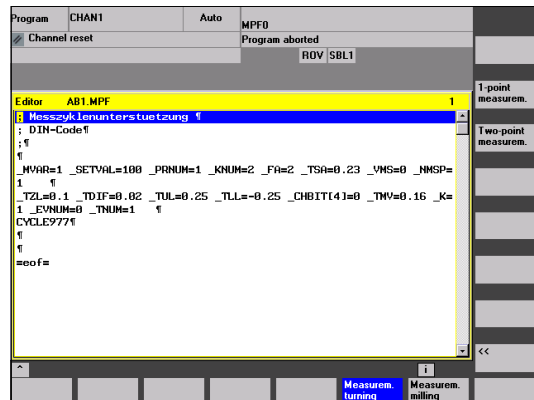 Program CHAN1 Auto MPF0
Channel reset Program aborted
ROV SBL1
1-point
measurem.
Editor AB1.MPF 1
; Messzyklenunterstuetzung ¶
Two-point
measurem.
; DIN-Code¶
;¶
¶
_MVAR=1 _SETVAL=100 _PRNUM=1 _KNUM=2 _FA=2 _TSA=0.23 _VMS=0 _NMSP=
1 ¶
_TZL=0.1 _TDIF=0.02 _TUL=0.25 _TLL=-0.25 _CHBIT[4]=0 _TMV=0.16 _K=
1 _EVNUM=0 _TNUM=1 ¶
CYCLE977¶
¶
¶
=eof=
<<
^ i
Measurem.
turning
Measurem.
milling